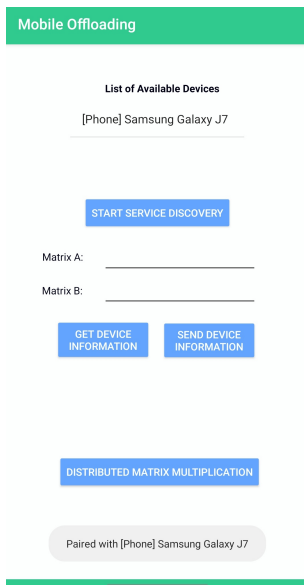 Mobile Offloading
List of Available Devices
[Phone] Samsung Galaxy J7
START SERVICE DISCOVERY
Matrix A:
Matrix B:
GET DEVICE
INFORMATION
SEND DEVICE
INFORMATION
DISTRIBUTED MATRIX MULTIPLICATION
Paired with [Phone] Samsung Galaxy J7